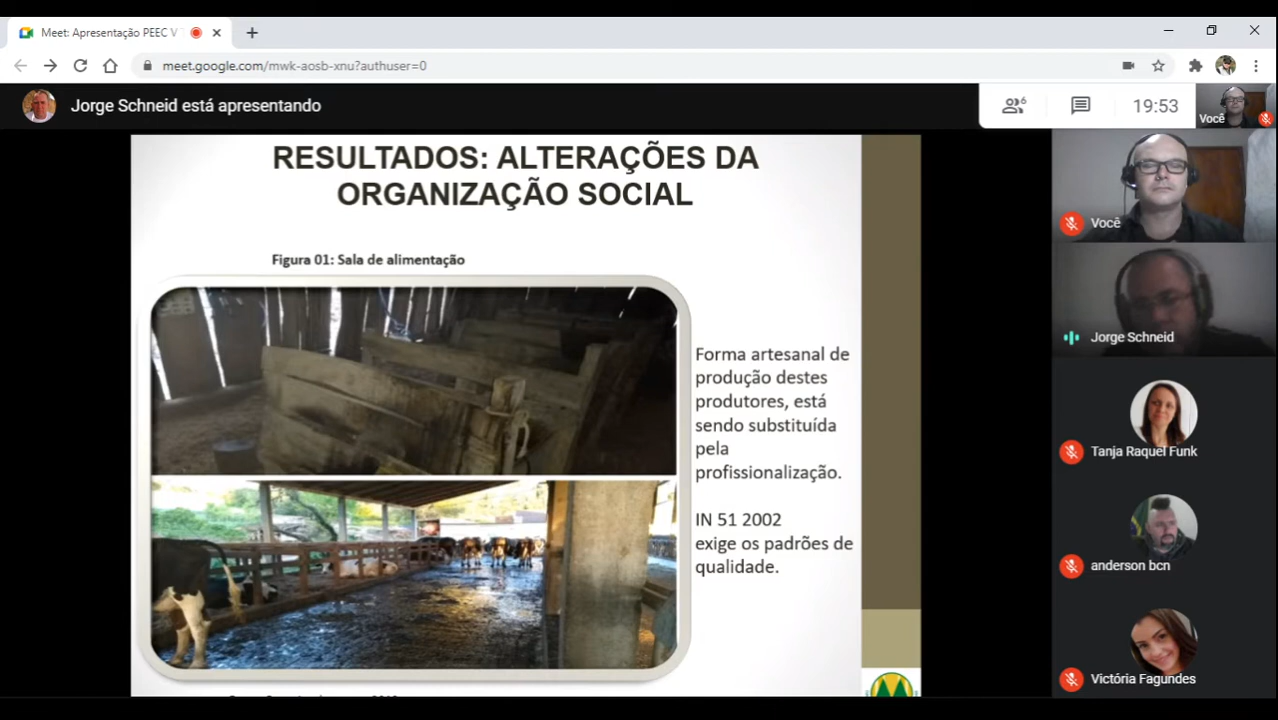 Meet: Apresentação PEEC V
meet.google.com/mwk-aosb-xnu?authuser=0
Jorge Schneid está apresentando
6
19:53
Você
RESULTADOS: ALTERAÇÕES DA
ORGANIZAÇÃO SOCIAL
Figura 01: Sala de alimentação
Forma artesanal de
produção destes
produtores, está
sendo substituída
pela
profissionalização.
IN 51 2002
exige os padrões de
qualidade.
Você
Jorge Schneid
Tanja Raquel Funk
anderson bcn
Victória Fagundes